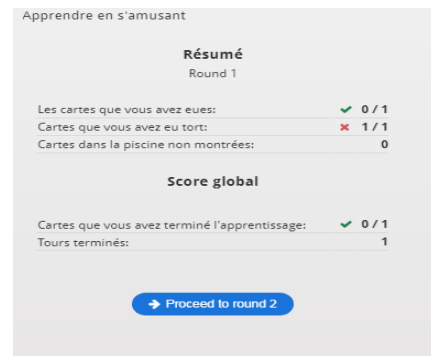 Apprendre en s'amusant
Résumé
Round 1
Les cartes que vous avez eues: ✔ 0 / 1
Cartes que vous avez eu tort: ✖ 1 / 1
Cartes dans la piscine non montrées: 0
Score global
Cartes que vous avez terminé l'apprentissage: ✔ 0 / 1
Tours terminés: 1
→ Proceed to round 2